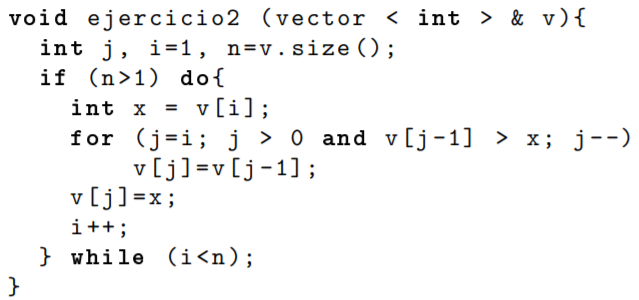 void ejercicio2 (vector < int > & v){
int j, i=1, n=v.size();
if (n>1) do{
int x = v[i];
for (j=i; j > 0 and v[j-1] > x; j--)
v[j]=v[j-1];
v[j]=x;
i++;
} while (i<n);
}